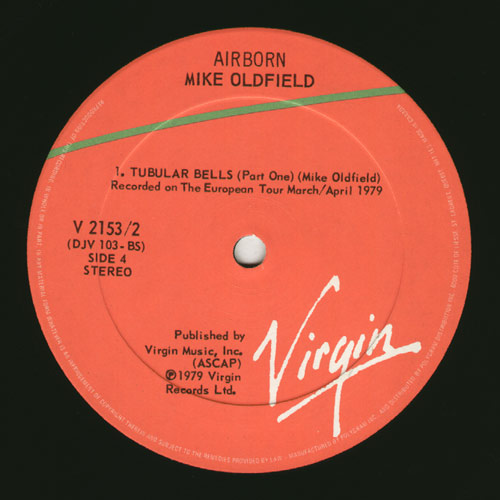 AIRBORN
MIKE OLDFIELD
1. TUBULAR BELLS (Part One) (Mike Oldfield)
Recorded on The European Tour March/April 1979
V 2153/2
(DJV 103-BS)
SIDE 4
STEREO
Published by
Virgin Music, Inc.
(ASCAP)
℗1979 Virgin
Records Ltd.
Virgin